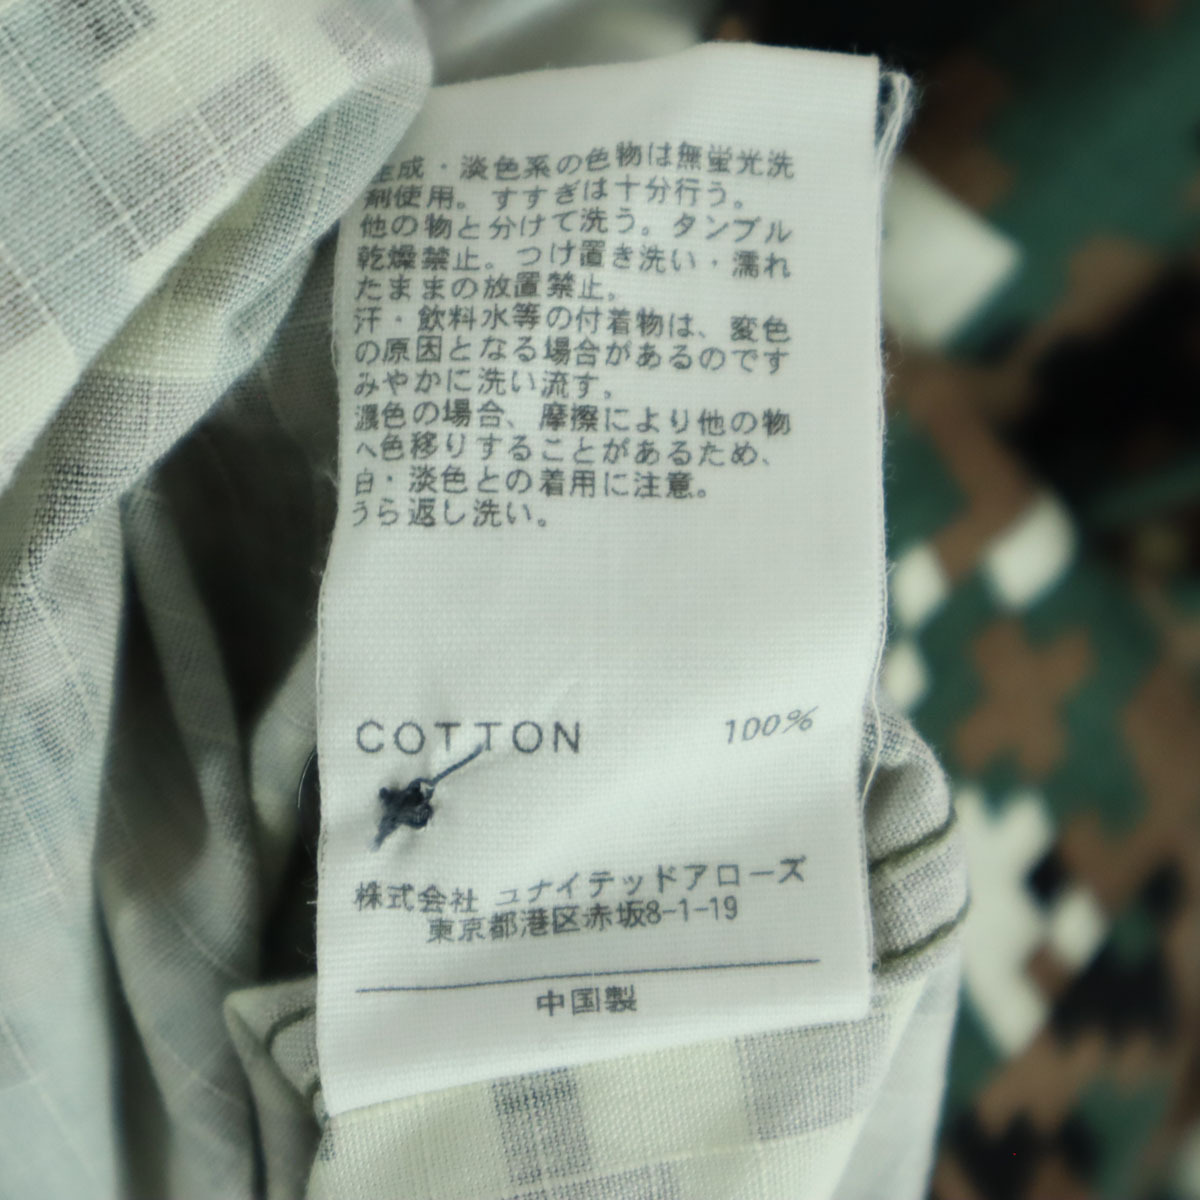 生成・淡色系の色物は無蛍光洗
剤使用。すすぎは十分行う。
他の物と分けて洗う。タンブル
乾燥禁止。つけ置き洗い・濡れ
たままの放置禁止。
汗・飲料水等の付着物は、変色
の原因となる場合があるのです
みやかに洗い流す。
濃色の場合、摩擦により他の物
へ色移りすることがあるため、
白・淡色との着用に注意。
うら返し洗い。
COTTON 100%
株式会社 ユナイテッドアローズ
東京都港区赤坂8-1-19
中国製